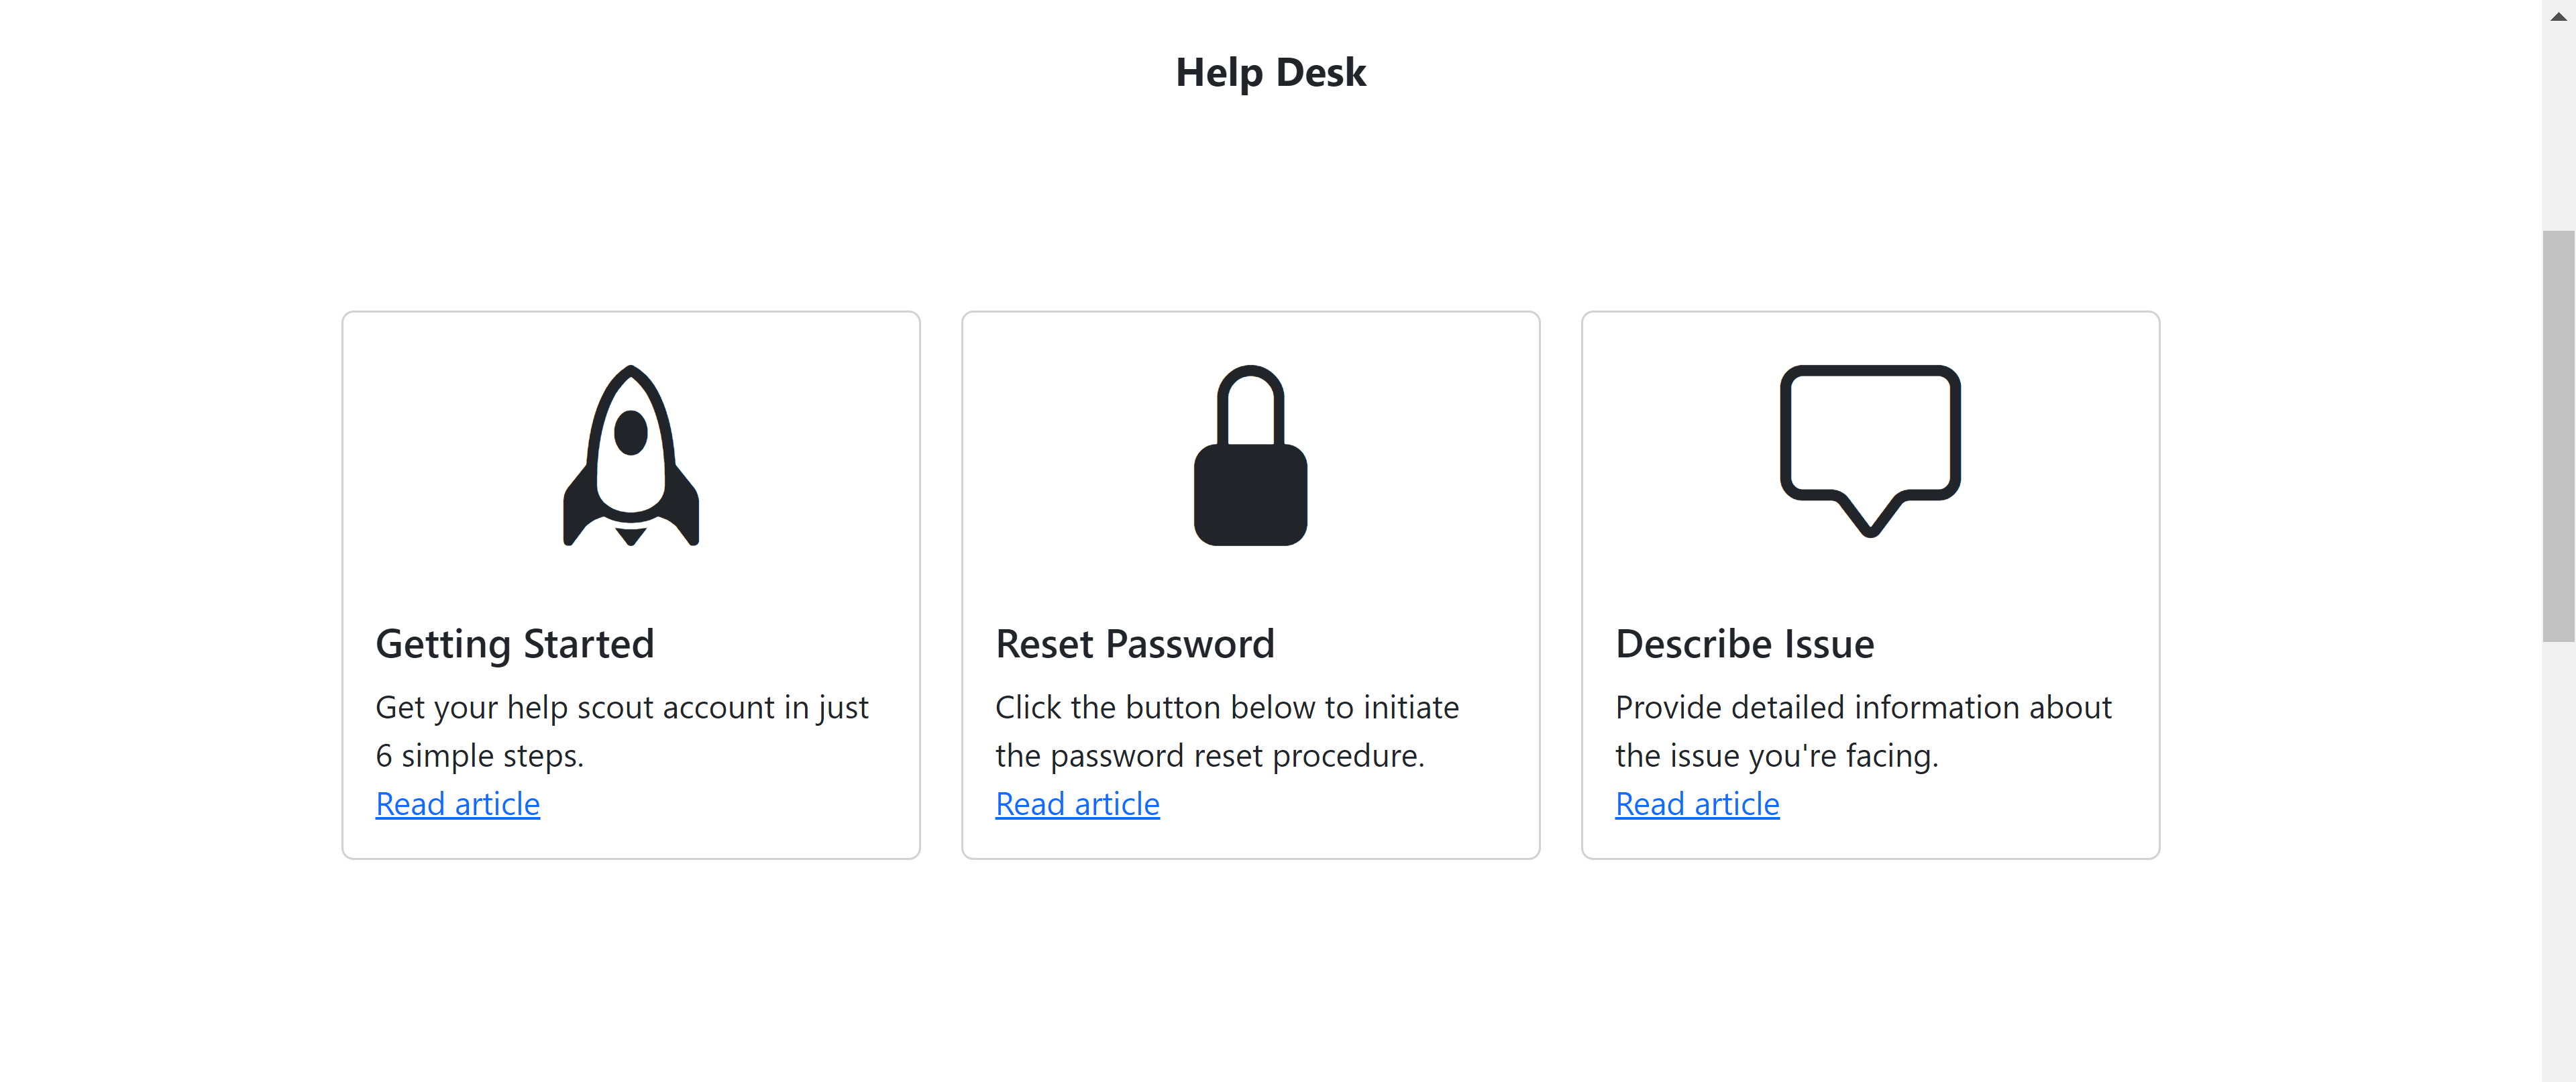 Help Desk
Getting Started
Get your help scout account in just
6 simple steps.
Read article
Reset Password
Click the button below to initiate
the password reset procedure.
Read article
Describe Issue
Provide detailed information about
the issue you're facing.
Read article